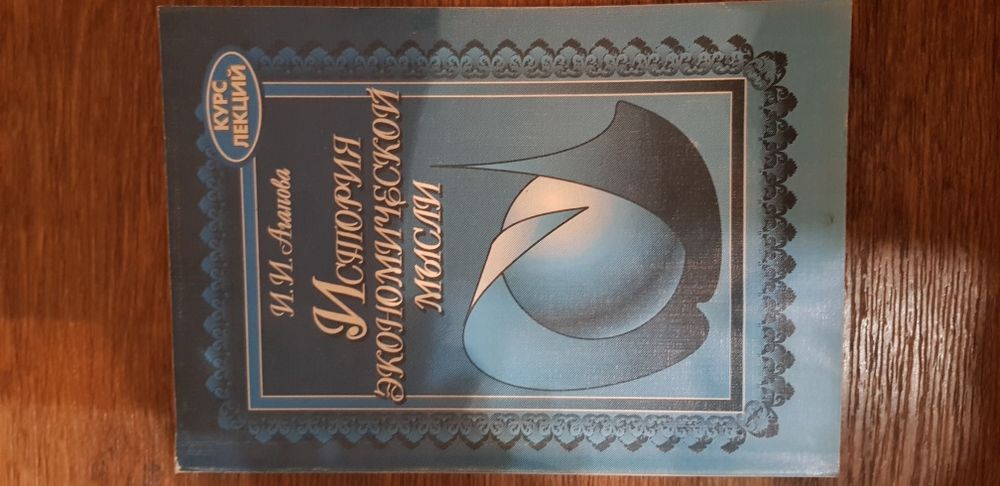 КУРС
ЛЕКЦИЙ
И. И. Агапова
История
экономической
мысли